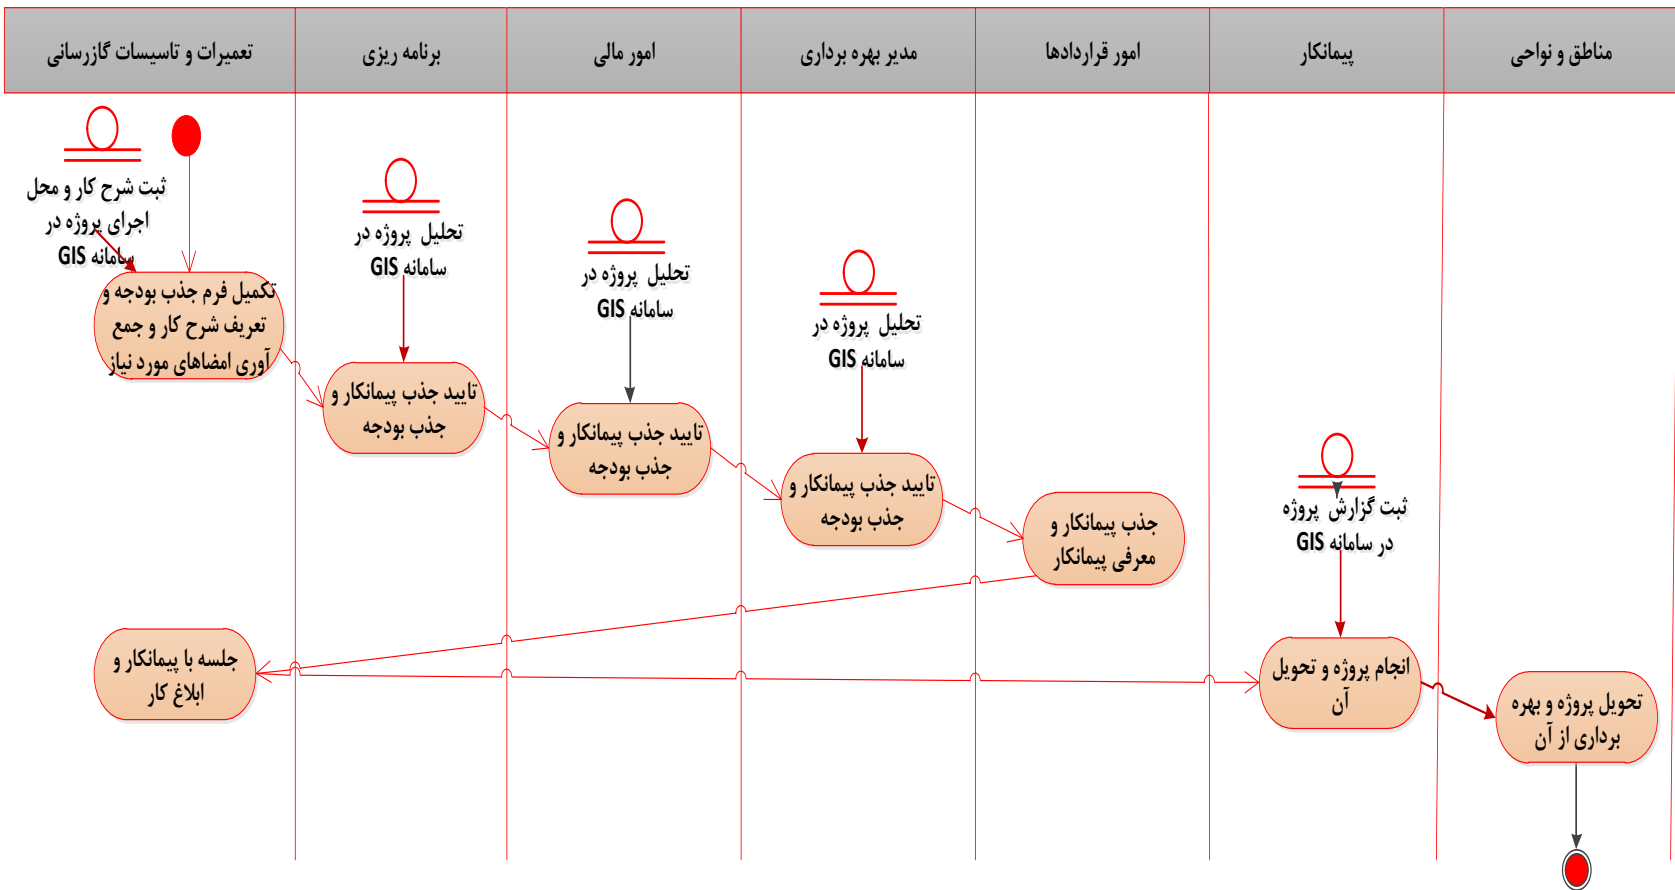 تعمیرات و تاسیسات گازرسانی
برنامه ریزی
امور مالی
مدیر بهره برداری
امور قراردادها
پیمانکار
مناطق و نواحی
ثبت شرح کار و محل
اجرای پروژه در
سامانه GIS
تکمیل فرم جذب بودجه و
تعریف شرح کار و جمع
آوری امضاهای مورد نیاز
تحلیل پروژه در
سامانه GIS
تایید جذب پیمانکار و
جذب بودجه
تحلیل پروژه در
سامانه GIS
تایید جذب پیمانکار و
جذب بودجه
تحلیل پروژه در
سامانه GIS
تایید جذب پیمانکار و
جذب بودجه
جذب پیمانکار و
معرفی پیمانکار
جلسه با پیمانکار و
ابلاغ کار
ثبت گزارش پروژه
در سامانه GIS
انجام پروژه و تحویل
آن
تحویل پروژه و بهره
برداری از آن